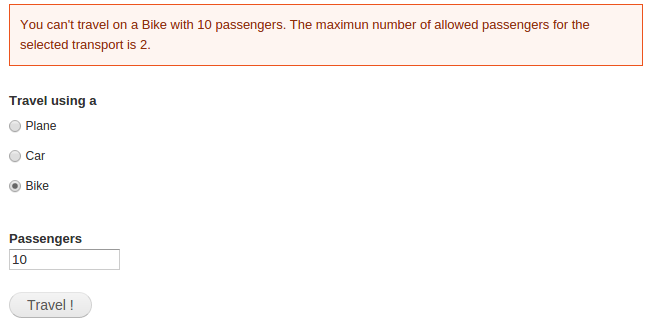 You can't travel on a Bike with 10 passengers. The maximun number of allowed passengers for the
selected transport is 2.
Travel using a
Plane
Car
Bike
Passengers
10
Travel !